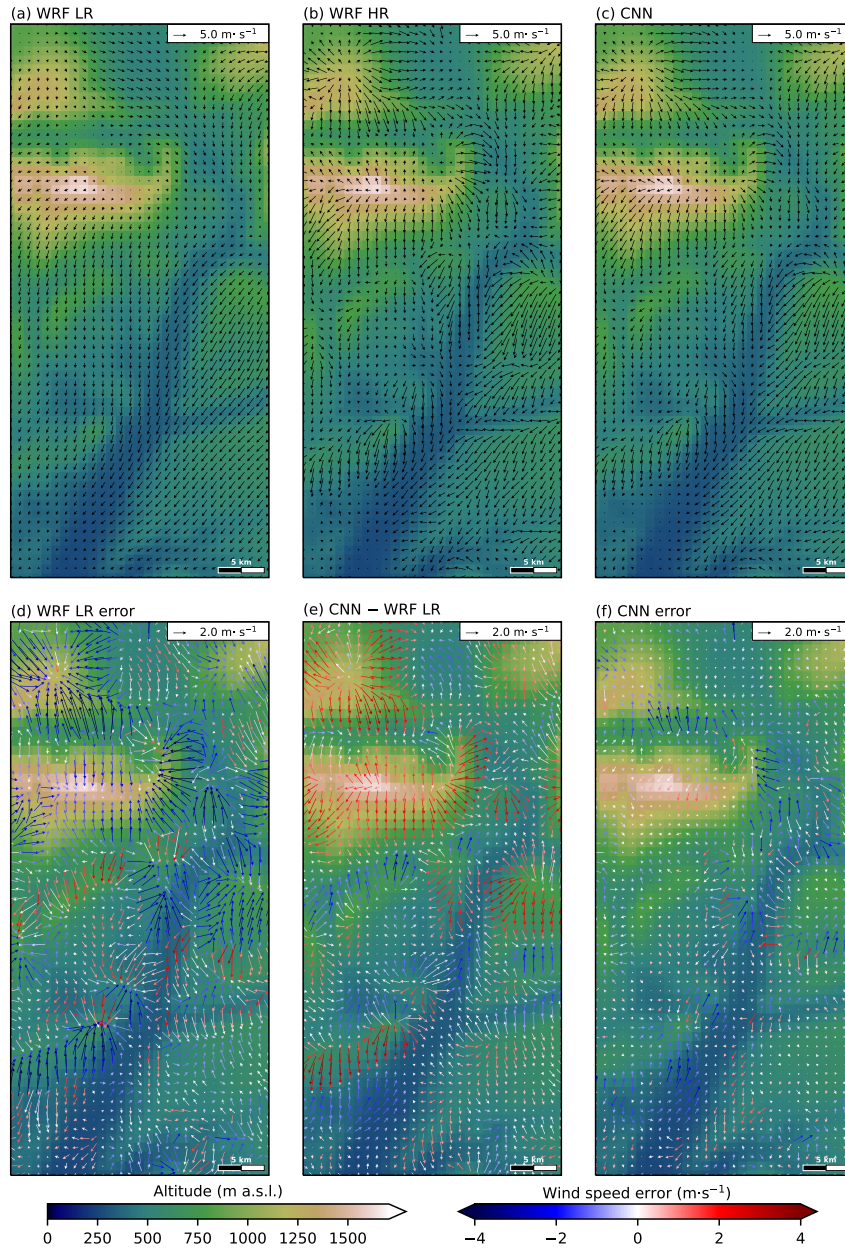 (a) WRF LR
(b) WRF HR
(c) CNN
5.0 m· s⁻¹
5.0 m· s⁻¹
5.0 m· s⁻¹
5 km
5 km
5 km
(d) WRF LR error
(e) CNN − WRF LR
(f) CNN error
2.0 m· s⁻¹
2.0 m· s⁻¹
2.0 m· s⁻¹
5 km
5 km
5 km
Altitude (m a.s.l.)
0 250 500 750 1000 1250 1500
Wind speed error (m·s⁻¹)
−4 −2 0 2 4